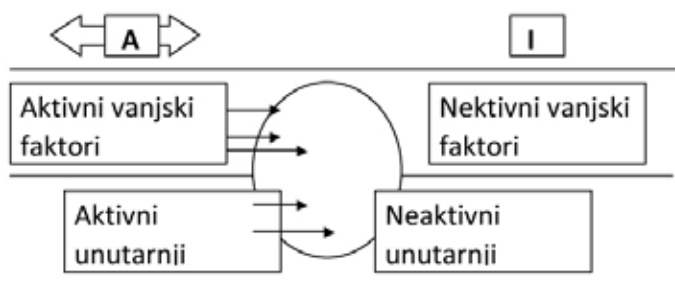 A
I
Aktivni vanjski
faktori
Nektivni vanjski
faktori
Aktivni
unutarnji
Neaktivni
unutarnji